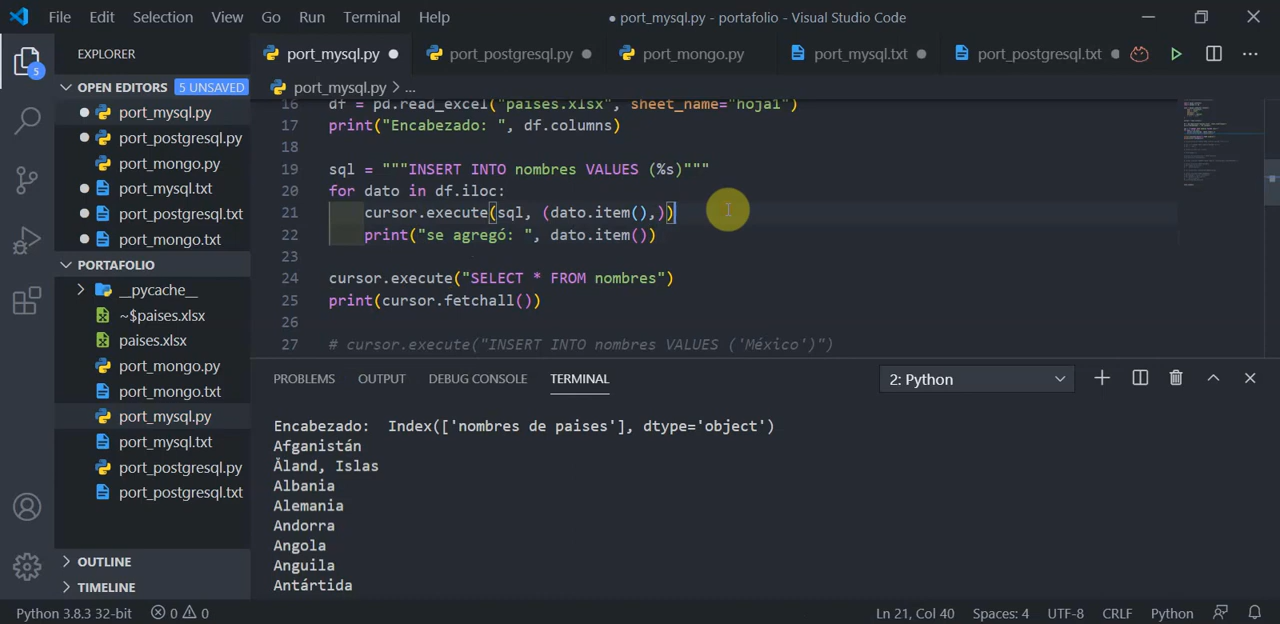 File Edit Selection View Go Run Terminal Help ● port_mysql.py - portafolio - Visual Studio Code
EXPLORER
port_mysql.py ● port_postgresql.py ● port_mongo.py port_mysql.txt ● port_postgresql.txt ● ...
OPEN EDITORS 5 UNSAVED
5
port_mysql.py > ...
● port_mysql.py
● port_postgresql.py
port_mongo.py
● port_mysql.txt
● port_postgresql.txt
● port_mongo.txt
PORTAFOLIO
> __pycache__
~$paises.xlsx
paises.xlsx
port_mongo.py
port_mongo.txt
port_mysql.py
port_mysql.txt
port_postgresql.py
port_postgresql.txt
> OUTLINE
> TIMELINE
16 df = pd.read_excel("paises.xlsx", sheet_name="hoja1")
17 print("Encabezado: ", df.columns)
18
19 sql = """INSERT INTO nombres VALUES (%s)"""
20 for dato in df.iloc:
21 cursor.execute(sql, (dato.item(),))
22 print("se agregó: ", dato.item())
23
24 cursor.execute("SELECT * FROM nombres")
25 print(cursor.fetchall())
26
27 # cursor.execute("INSERT INTO nombres VALUES ('México')")
PROBLEMS OUTPUT DEBUG CONSOLE TERMINAL 2: Python
Encabezado:  Index(['nombres de paises'], dtype='object')
Afganistán
Åland, Islas
Albania
Alemania
Andorra
Angola
Anguila
Antártida
Python 3.8.3 32-bit 0 0 Ln 21, Col 40 Spaces: 4 UTF-8 CRLF Python